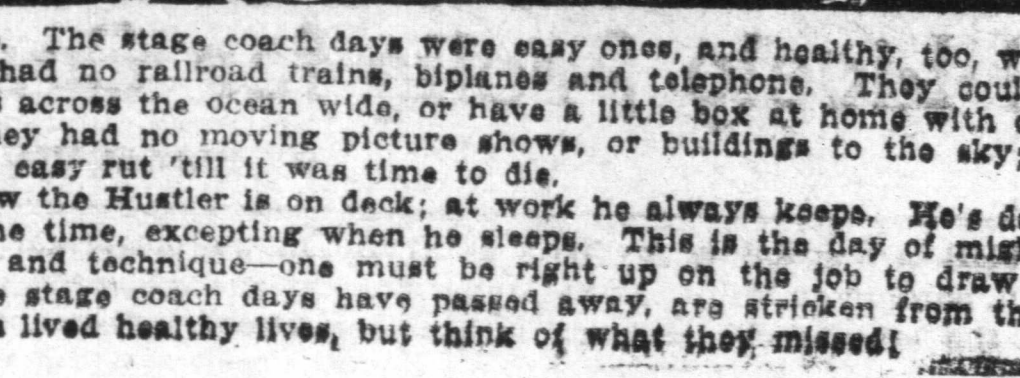 . The stage coach days were easy ones, and healthy, too, w
had no railroad trains, biplanes and telephone. They coul
s across the ocean wide, or have a little box at home with
ey had no moving picture shows, or buildings to the sky;
easy rut 'till it was time to die.
w the Hustler is on deck; at work he always keeps. He's d
he time, excepting when he sleeps. This is the day of migh
and technique—one must be right up on the job to draw
e stage coach days have passed away, are stricken from th
s lived healthy lives, but think of what they missed!